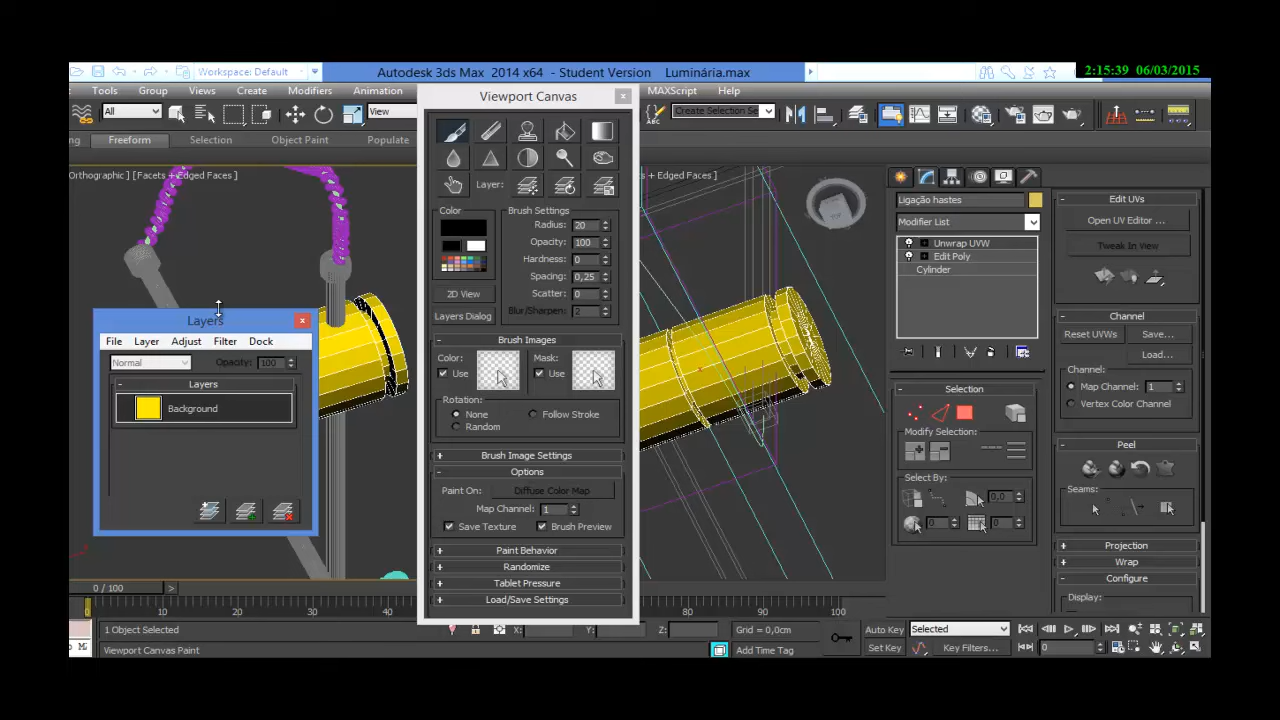 Workspace: Default
Autodesk 3ds Max 2014 x64 - Student Version Luminária.max
2:15:39 06/03/2015
Tools Group Views Create Modifiers Animation
MAXScript Help
Viewport Canvas
All
View
Create Selection Se
ng Freeform Selection Object Paint Populate
Orthographic ] [Facets + Edged Faces ]
s + Edged Faces ]
Layer:
Color
Brush Settings
Radius: 20
Opacity: 100
Hardness: 0
Spacing: 0,25
Scatter: 0
Blur/Sharpen: 2
2D View
Layers Dialog
Brush Images
Color:
Use
Mask:
Use
Rotation:
None
Follow Stroke
Random
Brush Image Settings
Options
Paint On: Diffuse Color Map
Map Channel: 1
Save Texture
Brush Preview
Paint Behavior
Randomize
Tablet Pressure
Load/Save Settings
Layers
File Layer Adjust Filter Dock
Normal
Opacity: 100
Layers
Background
TOP
Ligação hastes
Modifier List
Unwrap UVW
Edit Poly
Cylinder
Selection
Modify Selection:
Select By:
0,0
0
0
Edit UVs
Open UV Editor ...
Tweak In View
Channel
Reset UVWs
Save...
Load...
Channel:
Map Channel: 1
Vertex Color Channel
Peel
Seams:
Projection
Wrap
Configure
Display:
0 / 100
0 10 20 30 40
80 90 100
1 Object Selected
X:
Y:
Z:
Grid = 0,0cm
Auto Key
Selected
M
Viewport Canvas Paint
Add Time Tag
Set Key
Key Filters...
0